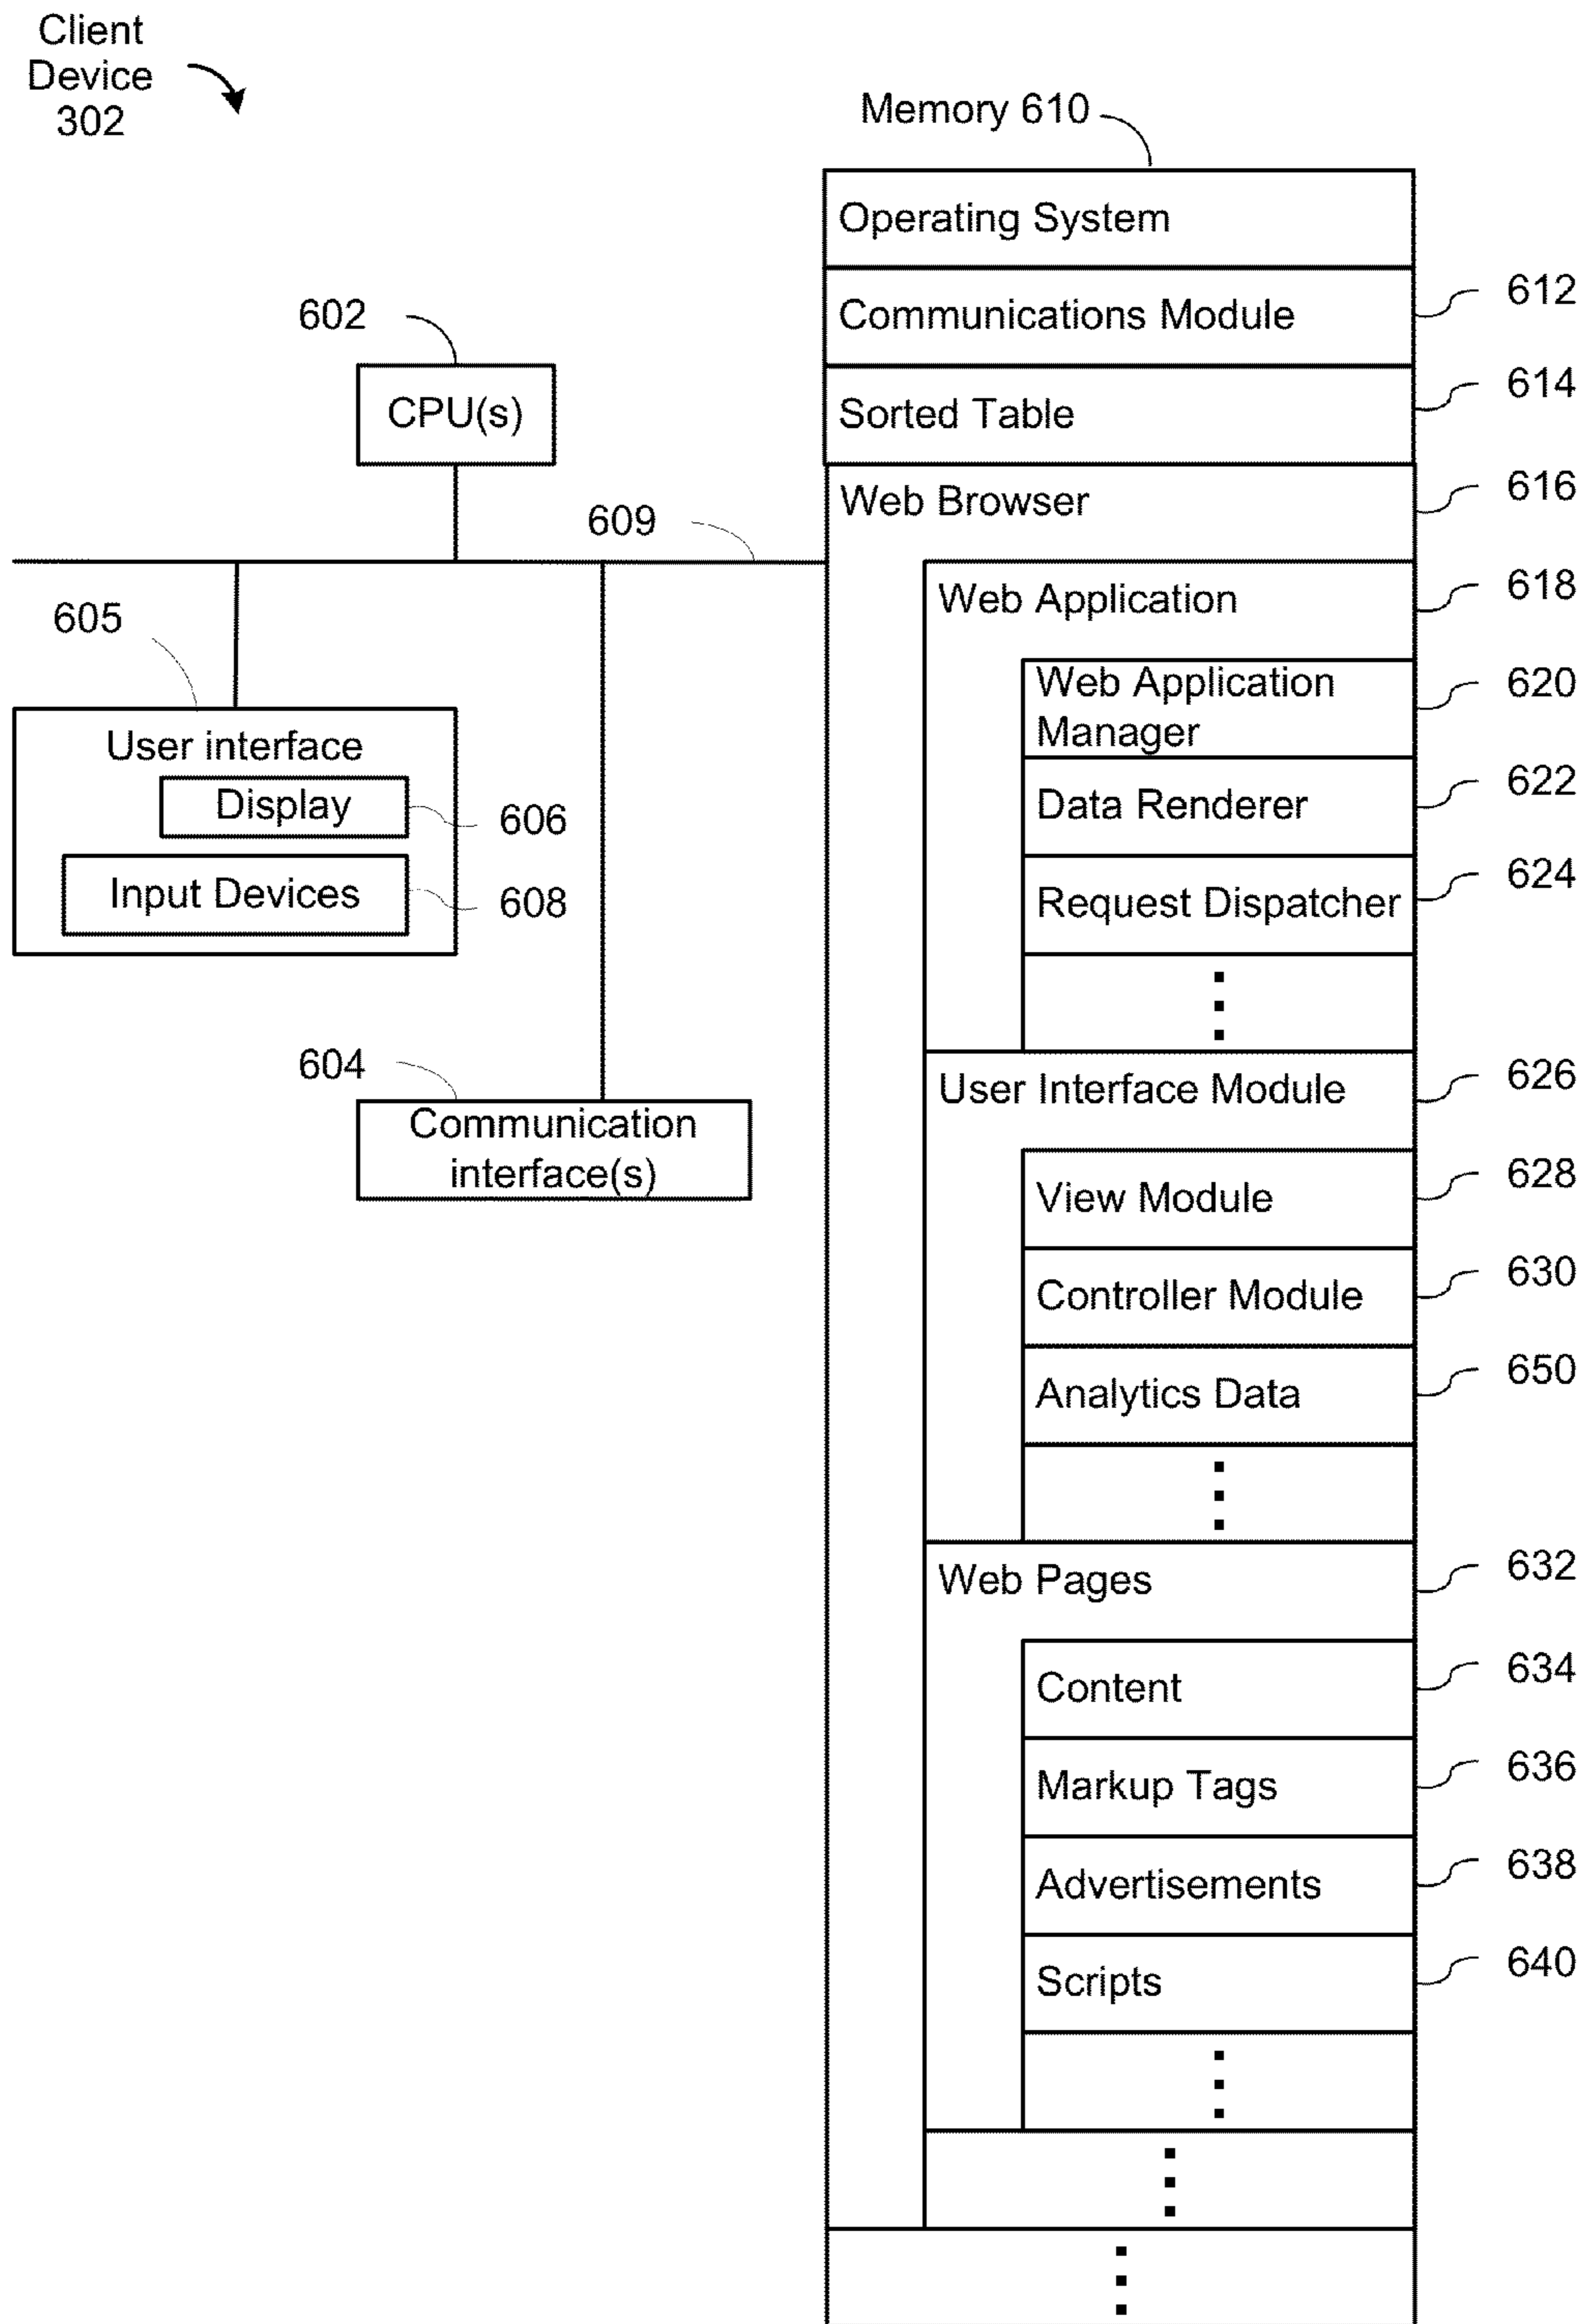 Client
Device
302
Memory 610
Operating System
Communications Module
612
Sorted Table
614
Web Browser
616
Web Application
618
Web Application
Manager
620
Data Renderer
622
Request Dispatcher
624
User Interface Module
626
View Module
628
Controller Module
630
Analytics Data
650
Web Pages
632
Content
634
Markup Tags
636
Advertisements
638
Scripts
640
602
CPU(s)
609
605
User interface
Display
606
Input Devices
608
604
Communication
interface(s)